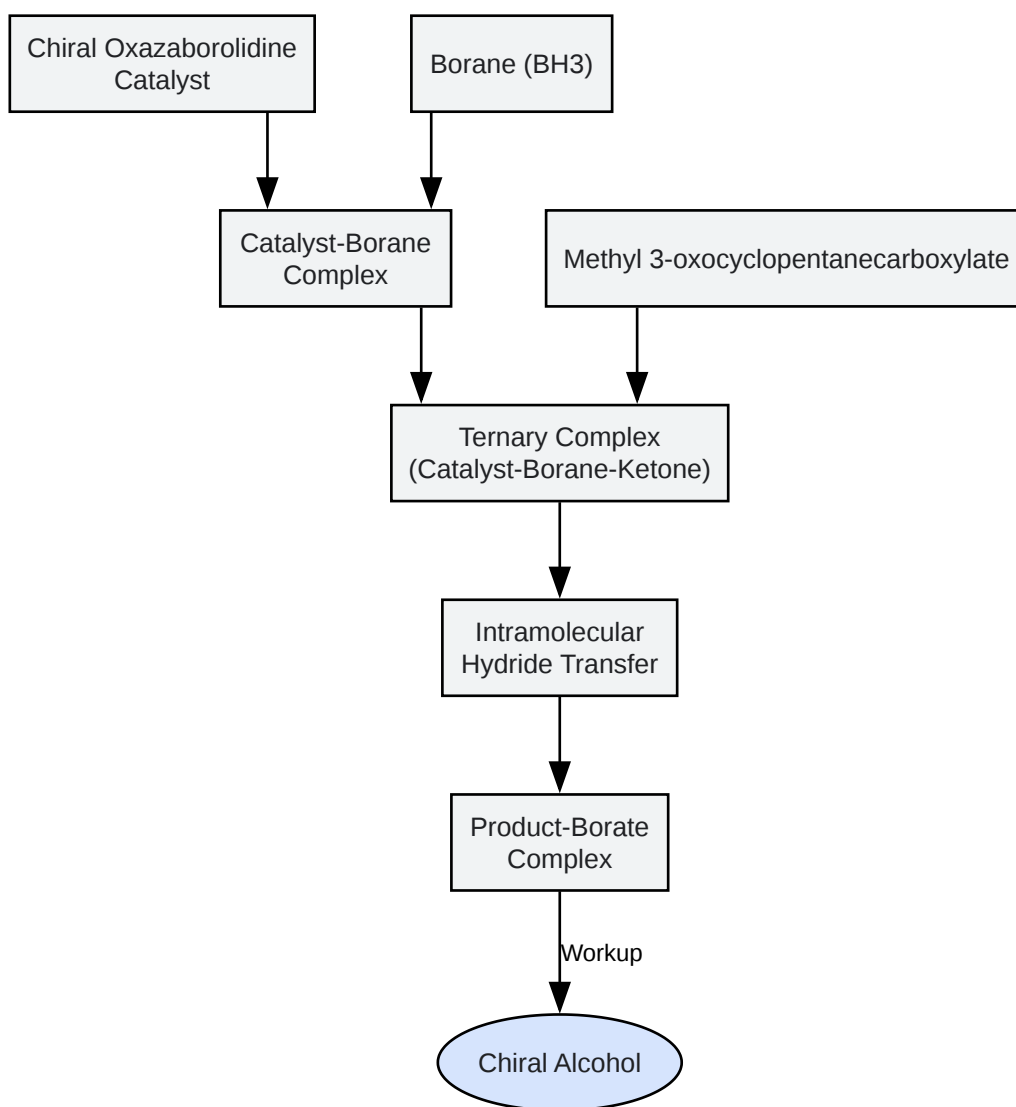 Chiral Oxazaborolidine
Catalyst
Borane (BH3)
Catalyst-Borane
Complex
Methyl 3-oxocyclopentanecarboxylate
Ternary Complex
(Catalyst-Borane-Ketone)
Intramolecular
Hydride Transfer
Product-Borate
Complex
Workup
Chiral Alcohol